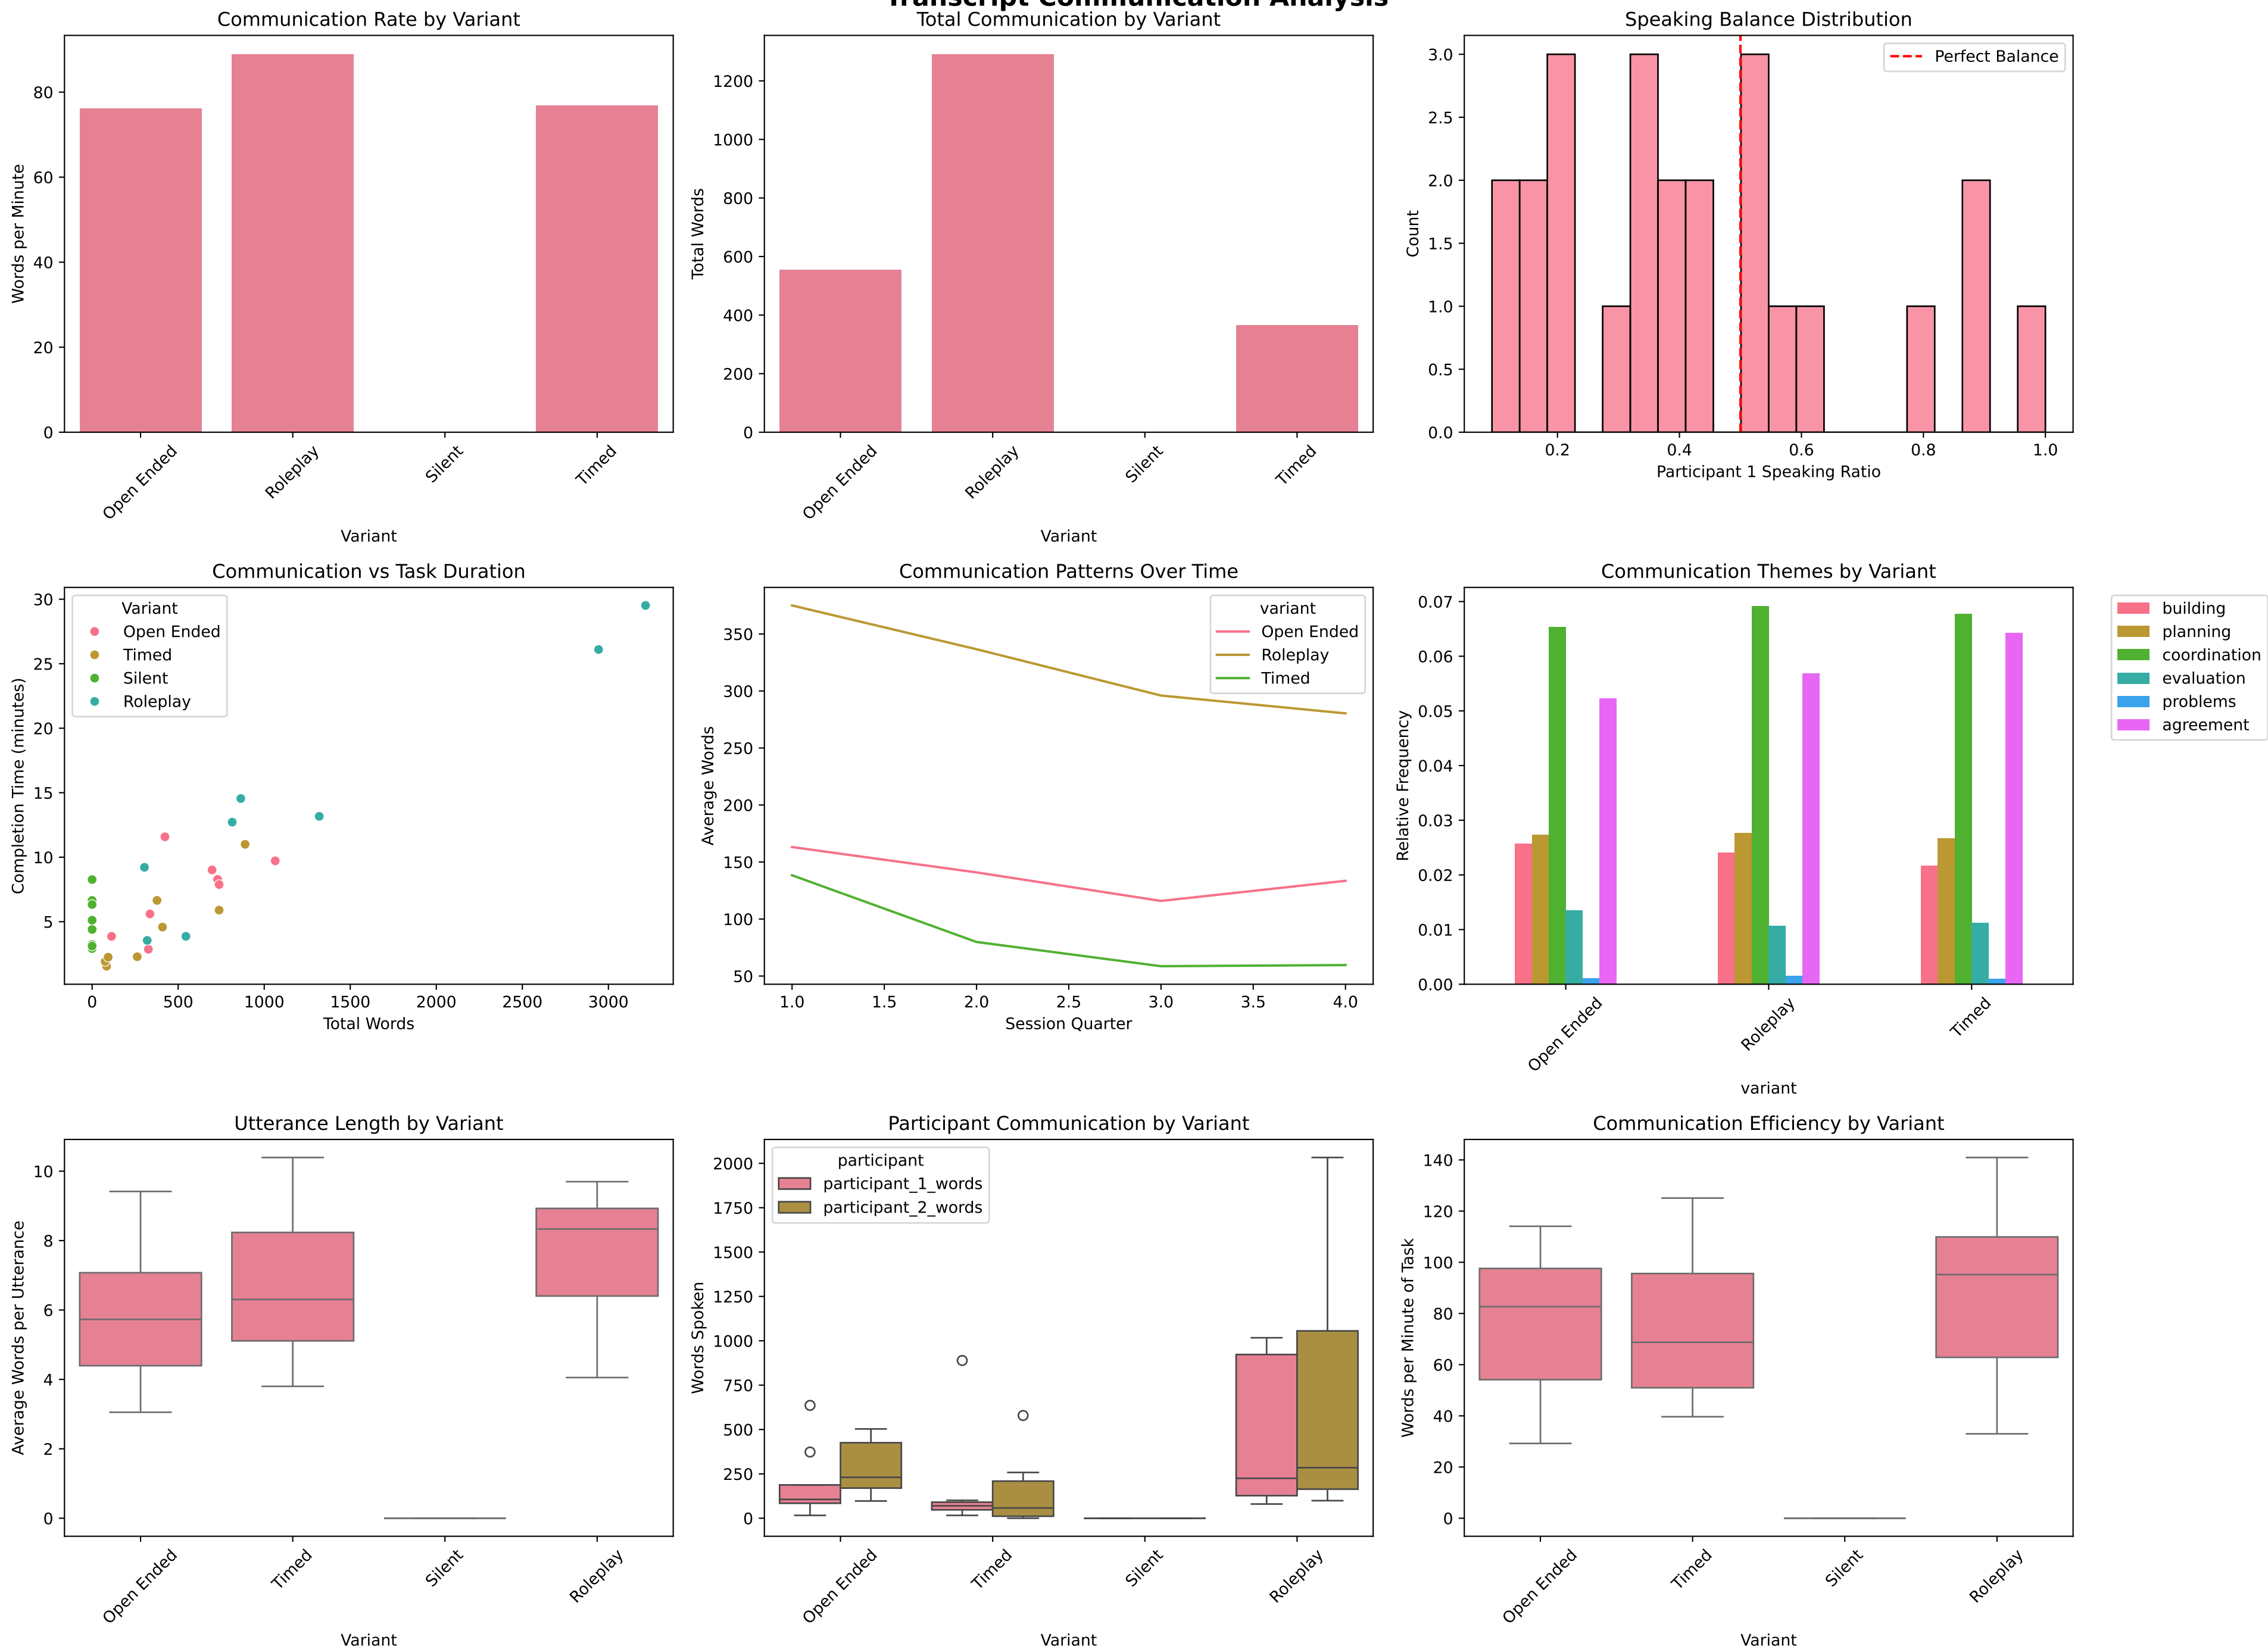 Transcript Communication Analysis
Communication Rate by Variant
Words per Minute
80
60
40
20
0
Open Ended
Roleplay
Silent
Timed
Variant
Total Communication by Variant
Total Words
1200
1000
800
600
400
200
0
Open Ended
Roleplay
Silent
Timed
Variant
Speaking Balance Distribution
Perfect Balance
Count
3.0
2.5
2.0
1.5
1.0
0.5
0.0
0.2
0.4
0.6
0.8
1.0
Participant 1 Speaking Ratio
Communication vs Task Duration
Variant
Open Ended
Timed
Silent
Roleplay
Completion Time (minutes)
30
25
20
15
10
5
0
500
1000
1500
2000
2500
3000
Total Words
Communication Patterns Over Time
variant
Open Ended
Roleplay
Timed
Average Words
350
300
250
200
150
100
50
1.0
1.5
2.0
2.5
3.0
3.5
4.0
Session Quarter
Communication Themes by Variant
building
planning
coordination
evaluation
problems
agreement
Relative Frequency
0.07
0.06
0.05
0.04
0.03
0.02
0.01
0.00
Open Ended
Roleplay
Timed
variant
Utterance Length by Variant
Average Words per Utterance
10
8
6
4
2
0
Open Ended
Timed
Silent
Roleplay
Variant
Participant Communication by Variant
participant
participant_1_words
participant_2_words
Words Spoken
2000
1750
1500
1250
1000
750
500
250
0
Open Ended
Timed
Silent
Roleplay
Variant
Communication Efficiency by Variant
Words per Minute of Task
140
120
100
80
60
40
20
0
Open Ended
Timed
Silent
Roleplay
Variant